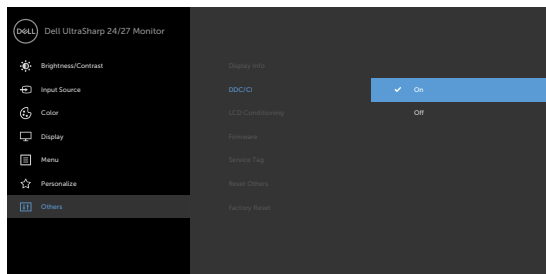 DELL
Dell UltraSharp 24/27 Monitor
Brightness/Contrast
Input Source
Color
Display
Menu
Personalize
Others
Display Info
DDC/CI
LCD Conditioning
Firmware
Service Tag
Reset Others
Factory Reset
On
Off